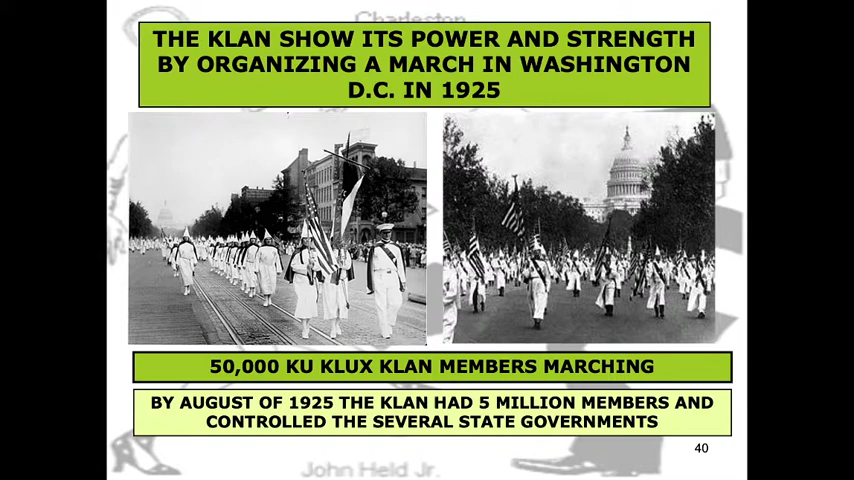 Charleston
THE KLAN SHOW ITS POWER AND STRENGTH
BY ORGANIZING A MARCH IN WASHINGTON
D.C. IN 1925
50,000 KU KLUX KLAN MEMBERS MARCHING
BY AUGUST OF 1925 THE KLAN HAD 5 MILLION MEMBERS AND
CONTROLLED THE SEVERAL STATE GOVERNMENTS
40
John Held Jr.